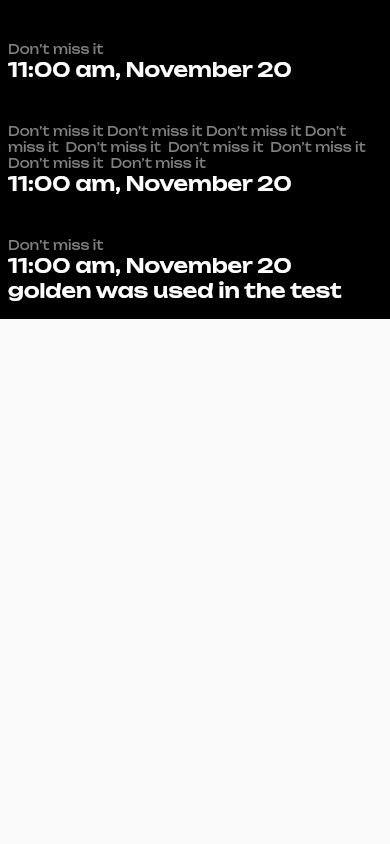 Don't miss it
11:00 am, November 20
Don't miss it Don't miss it Don't miss it Don't
miss it  Don't miss it  Don't miss it  Don't miss it
Don't miss it  Don't miss it
11:00 am, November 20
Don't miss it
11:00 am, November 20
golden was used in the test